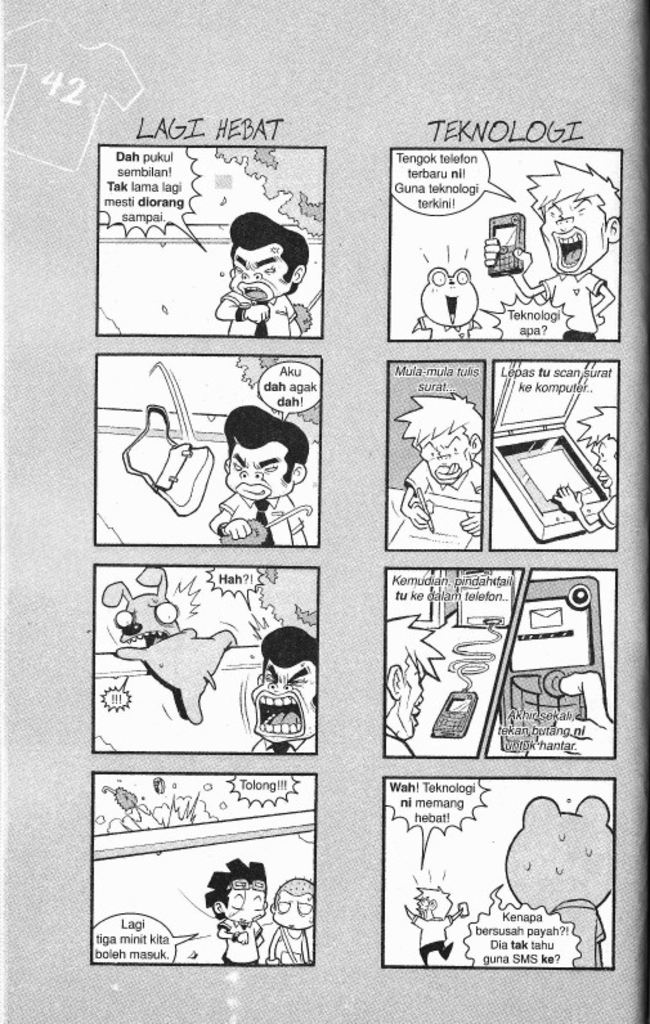 42
LAGI HEBAT
Dah pukul
sembilan!
Tak lama lagi
mesti diorang
sampai.
Aku
dah agak
dah!
Hah?!
!!!
Tolong!!!
Lagi
tiga minit kita
boleh masuk.
TEKNOLOGI
Tengok telefon
terbaru ni!
Guna teknologi
terkini!
Teknologi
apa?
Mula-mula tulis
surat...
Lepas tu scan surat
ke komputer..
Kemudian, pindah fail
tu ke dalam telefon..
Akhir sekali,
tekan butang ni
untuk hantar.
Wah! Teknologi
ni memang
hebat!
Kenapa
bersusah payah?!
Dia tak tahu
guna SMS ke?